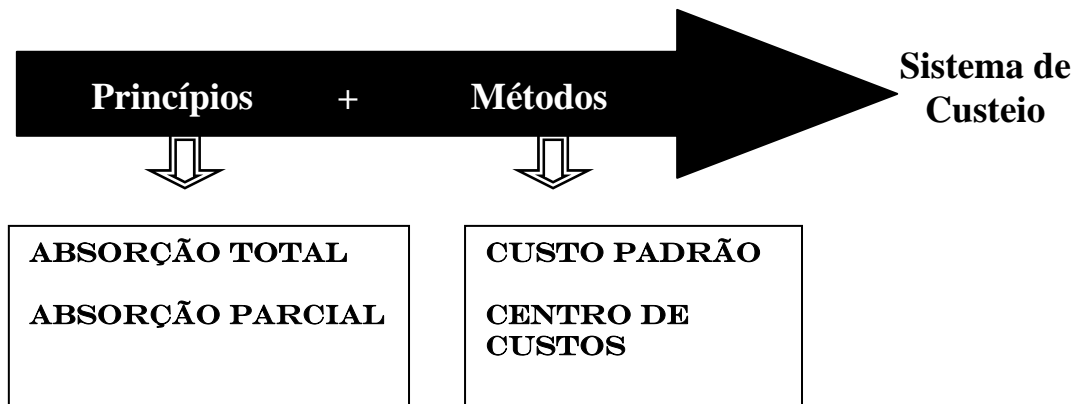 Princípios + Métodos
Sistema de
Custeio
ABSORÇÃO TOTAL
ABSORÇÃO PARCIAL
CUSTO PADRÃO
CENTRO DE
CUSTOS